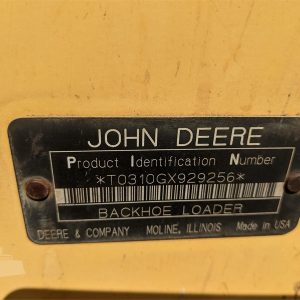 JOHN DEERE
Product Identification Number
*T0310GX929256*
BACKHOE LOADER
DEERE & COMPANY MOLINE, ILLINOIS Made in USA